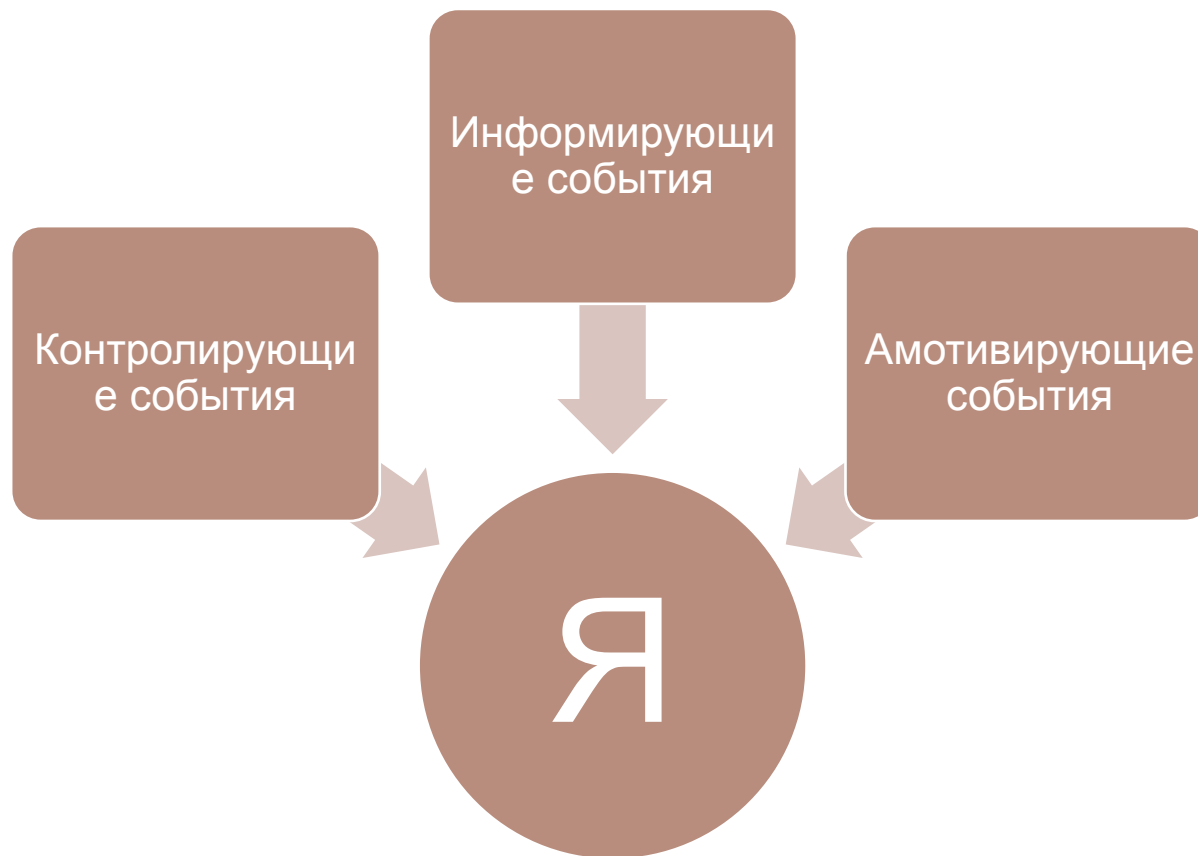 Информирующи
е события
Контролирующи
е события
Амотивирующие
события
Я